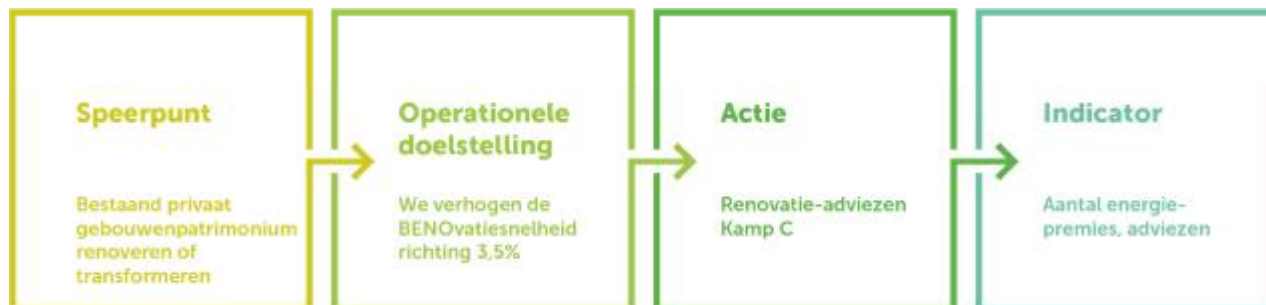 Speerpunt
Bestaand privaat
gebouwenpatrimonium
renoveren of
transformeren
Operationele
doelstelling
We verhogen de
BENOvatiesnelheid
richting 3,5%
Actie
Renovatie-adviezen
Kamp C
Indicator
Aantal energie-
premies, adviezen